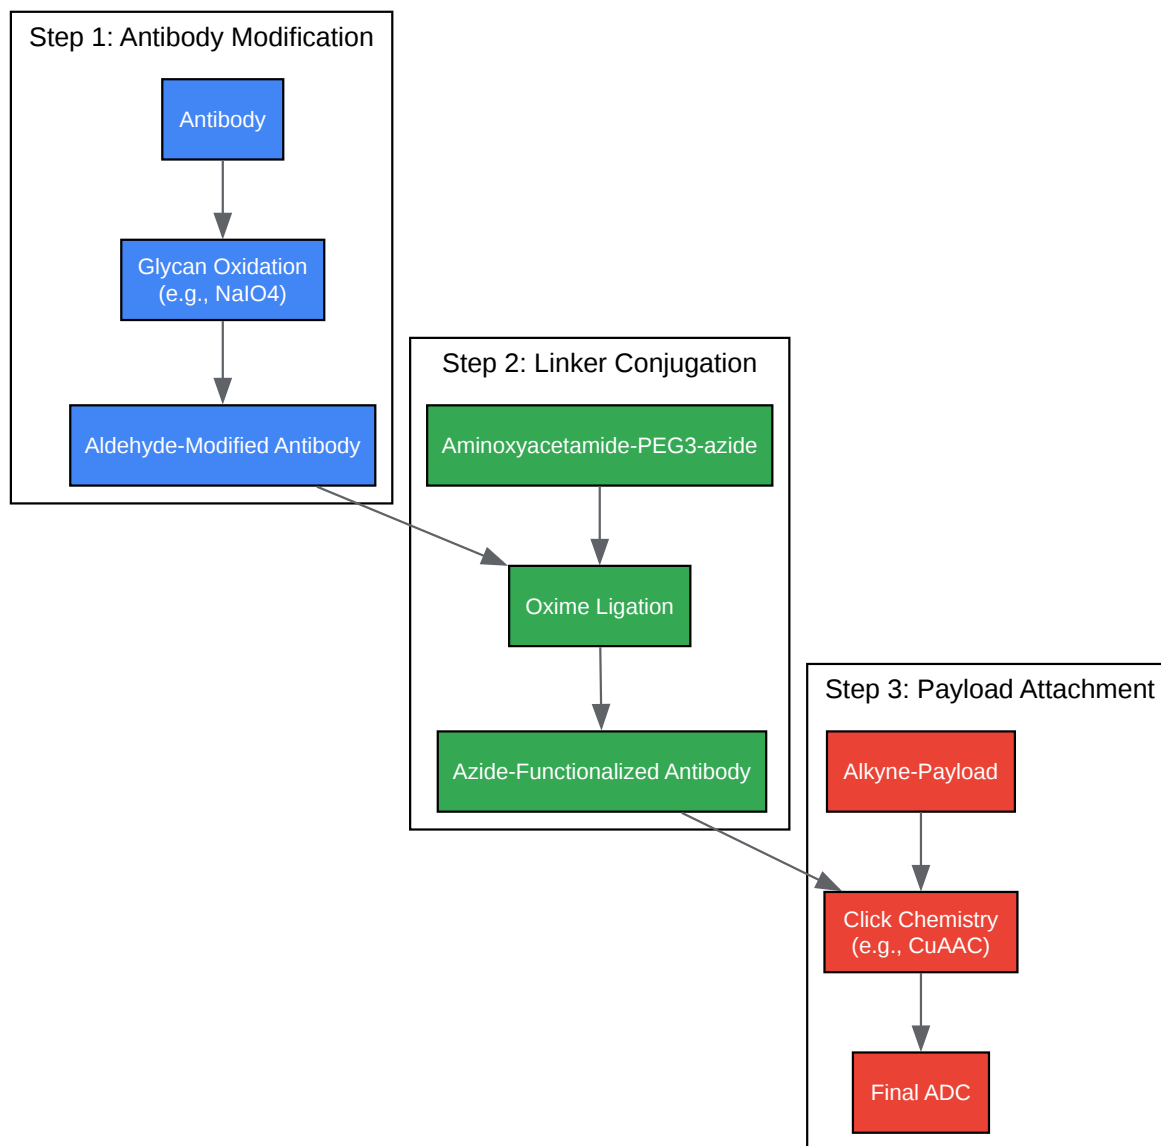 Step 1: Antibody Modification
Antibody
Glycan Oxidation
(e.g., NaIO4)
Aldehyde-Modified Antibody
Step 2: Linker Conjugation
Aminoxyacetamide-PEG3-azide
Oxime Ligation
Azide-Functionalized Antibody
Step 3: Payload Attachment
Alkyne-Payload
Click Chemistry
(e.g., CuAAC)
Final ADC